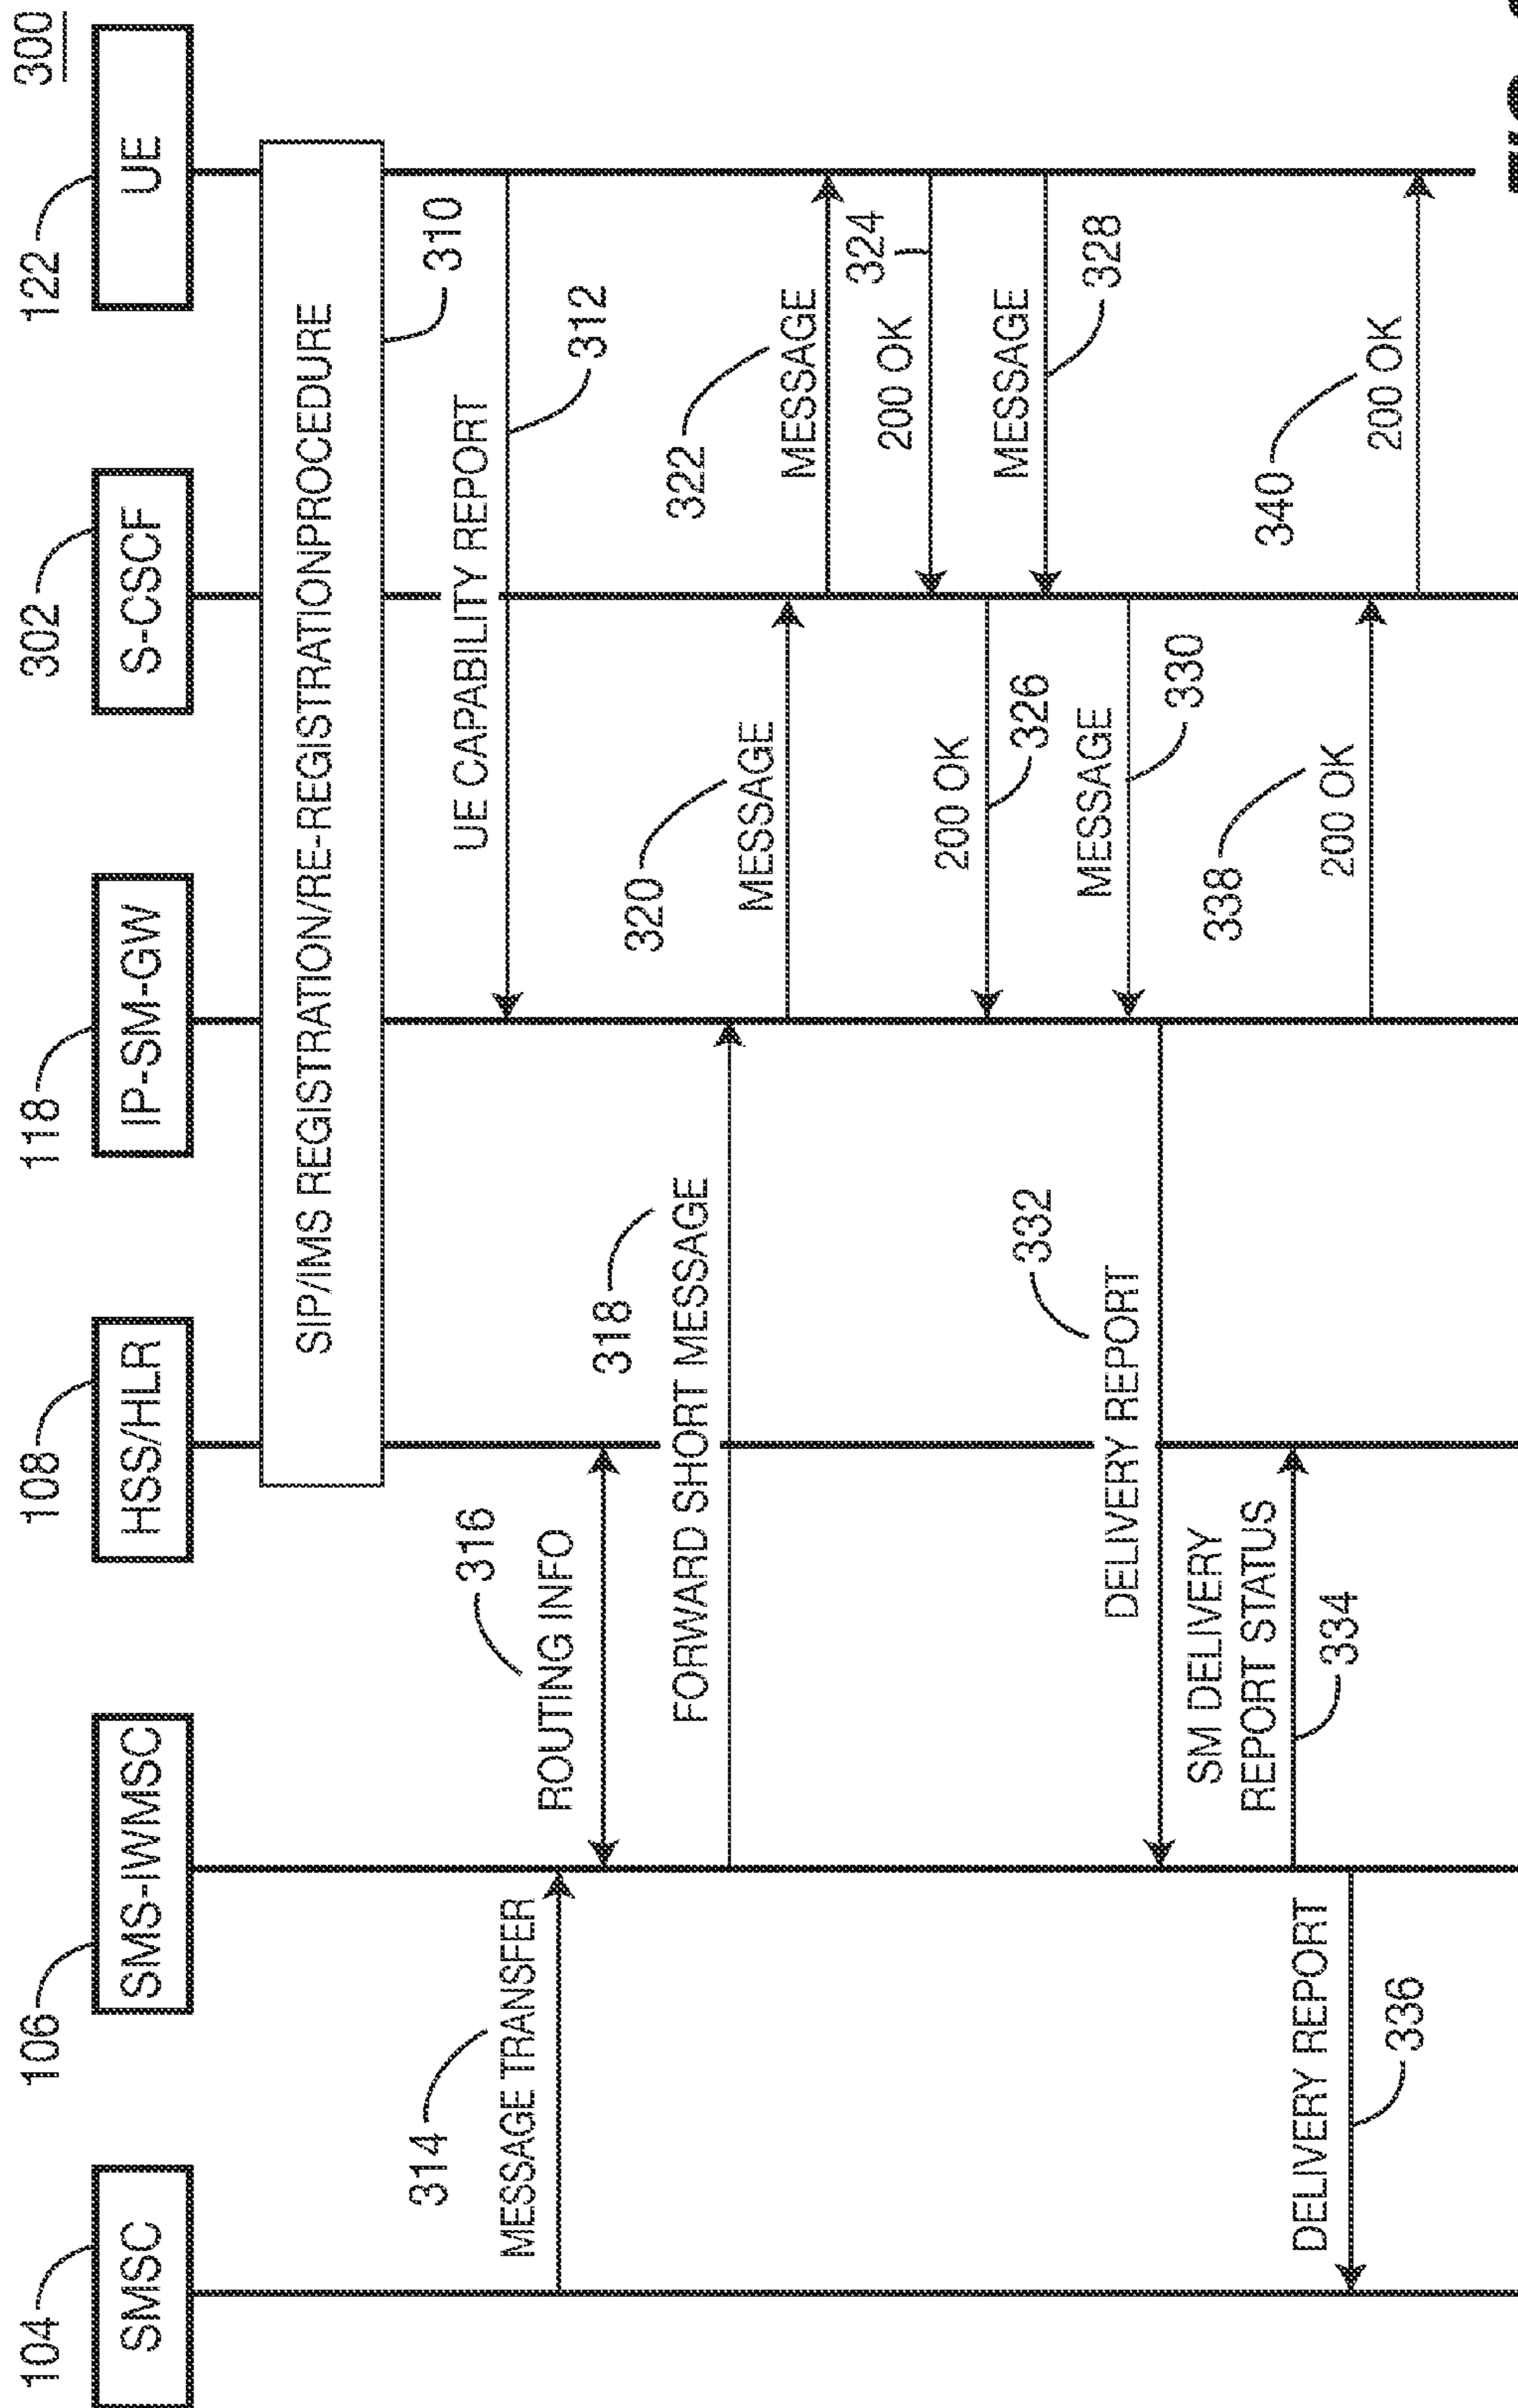 300
104
106
108
118
302
122
SMSC
SMS-IWMSC
HSS/HLR
IP-SM-GW
S-CSCF
UE
SIP/IMS REGISTRATION/RE-REGISTRATIONPROCEDURE
310
UE CAPABILITY REPORT
312
314
MESSAGE TRANSFER
316
ROUTING INFO
318
FORWARD SHORT MESSAGE
320
MESSAGE
322
MESSAGE
324
200 OK
200 OK
326
MESSAGE
328
MESSAGE
330
332
DELIVERY REPORT
SM DELIVERY
REPORT STATUS
334
DELIVERY REPORT
336
338
200 OK
340
200 OK